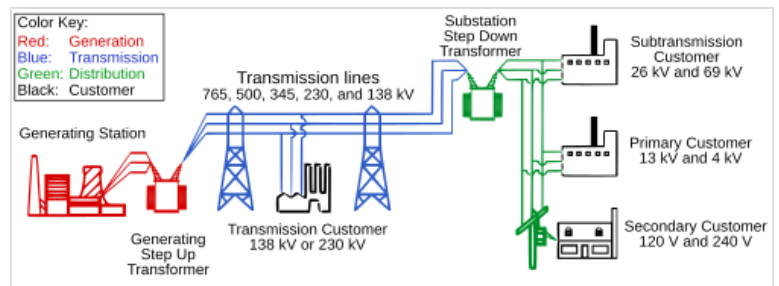 Color Key:
Red: Generation
Blue: Transmission
Green: Distribution
Black: Customer
Substation
Step Down
Transformer
Subtransmission
Customer
26 kV and 69 kV
Transmission lines
765, 500, 345, 230, and 138 kV
Generating Station
Primary Customer
13 kV and 4 kV
Transmission Customer
138 kV or 230 kV
Secondary Customer
120 V and 240 V
Generating
Step Up
Transformer